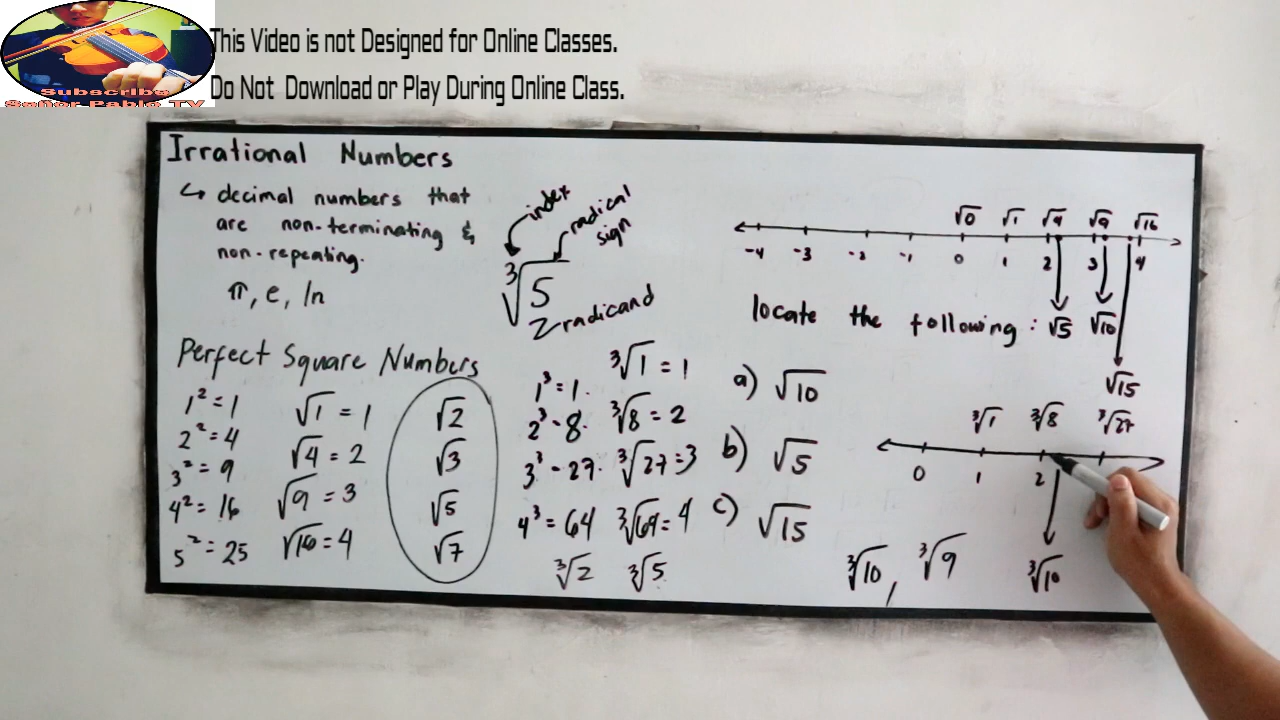 This Video is not Designed for Online Classes.
Do Not Download or Play During Online Class.
Subscribe
Señor Pablo TV
Irrational Numbers
↳ decimal numbers that
are non-terminating &
non-repeating.
π, e, ln
index
radical
sign
∛5
radicand
Perfect Square Numbers
1² = 1
2² = 4
3² = 9
4² = 16
5² = 25
√1 = 1
√4 = 2
√9 = 3
√16 = 4
√2
√3
√5
√7
1³ = 1.
2³ = 8.
3³ = 27.
4³ = 64
∛1 = 1
∛8 = 2
∛27 = 3
∛64 = 4
∛2 ∛5
√0 √1 √4 √9 √16
-4 -3 -2 -1 0 1 2 3 4
locate the following: √5 √10
√15
a) √10
b) √5
c) √15
∛1 ∛8 ∛27
0 1 2
∛10, ∛9 ∛10